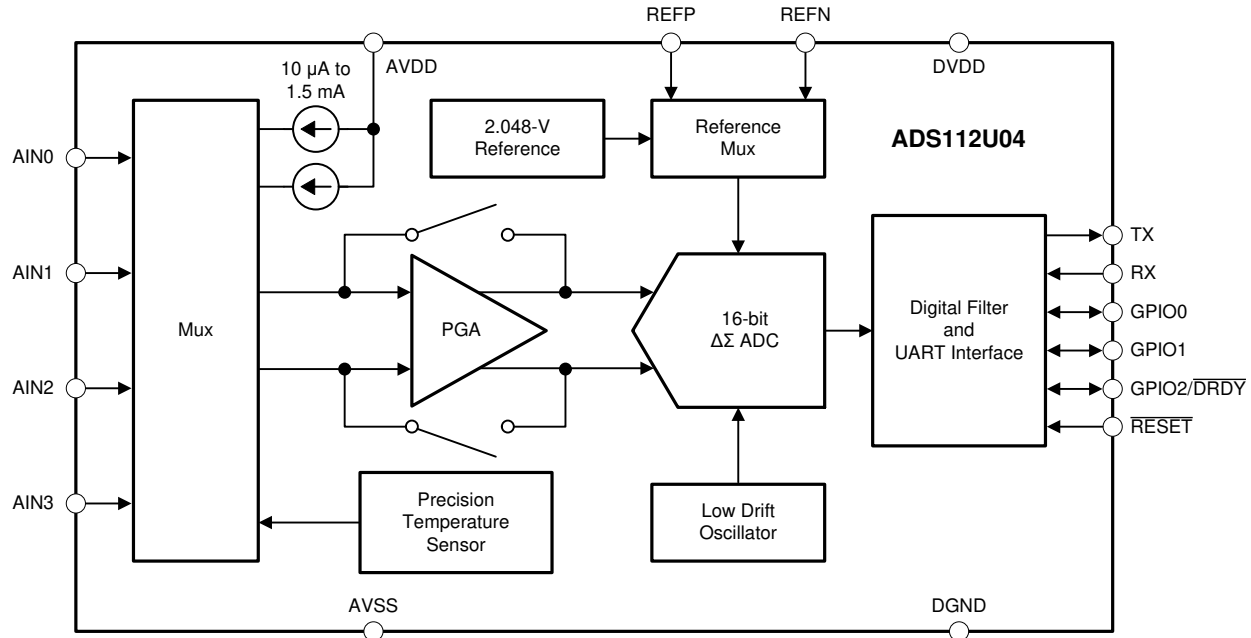 REFP
REFN
AVDD
DVDD
10 µA to
1.5 mA
2.048-V
Reference
Reference
Mux
ADS112U04
AIN0
AIN1
AIN2
AIN3
Mux
PGA
16-bit
ΔΣ ADC
Digital Filter
and
UART Interface
TX
RX
GPIO0
GPIO1
GPIO2/D̅R̅D̅Y̅
R̅E̅S̅E̅T̅
Precision
Temperature
Sensor
Low Drift
Oscillator
AVSS
DGND